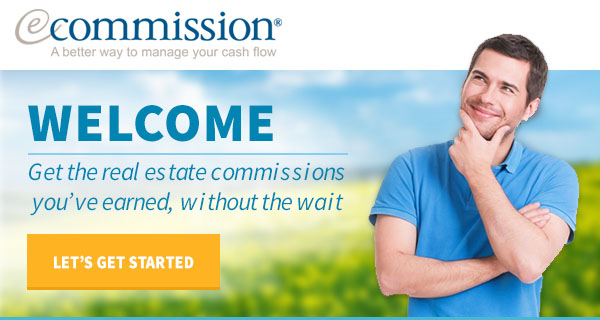 ecommission®
A better way to manage your cash flow
WELCOME
Get the real estate commissions
you've earned, without the wait
LET'S GET STARTED